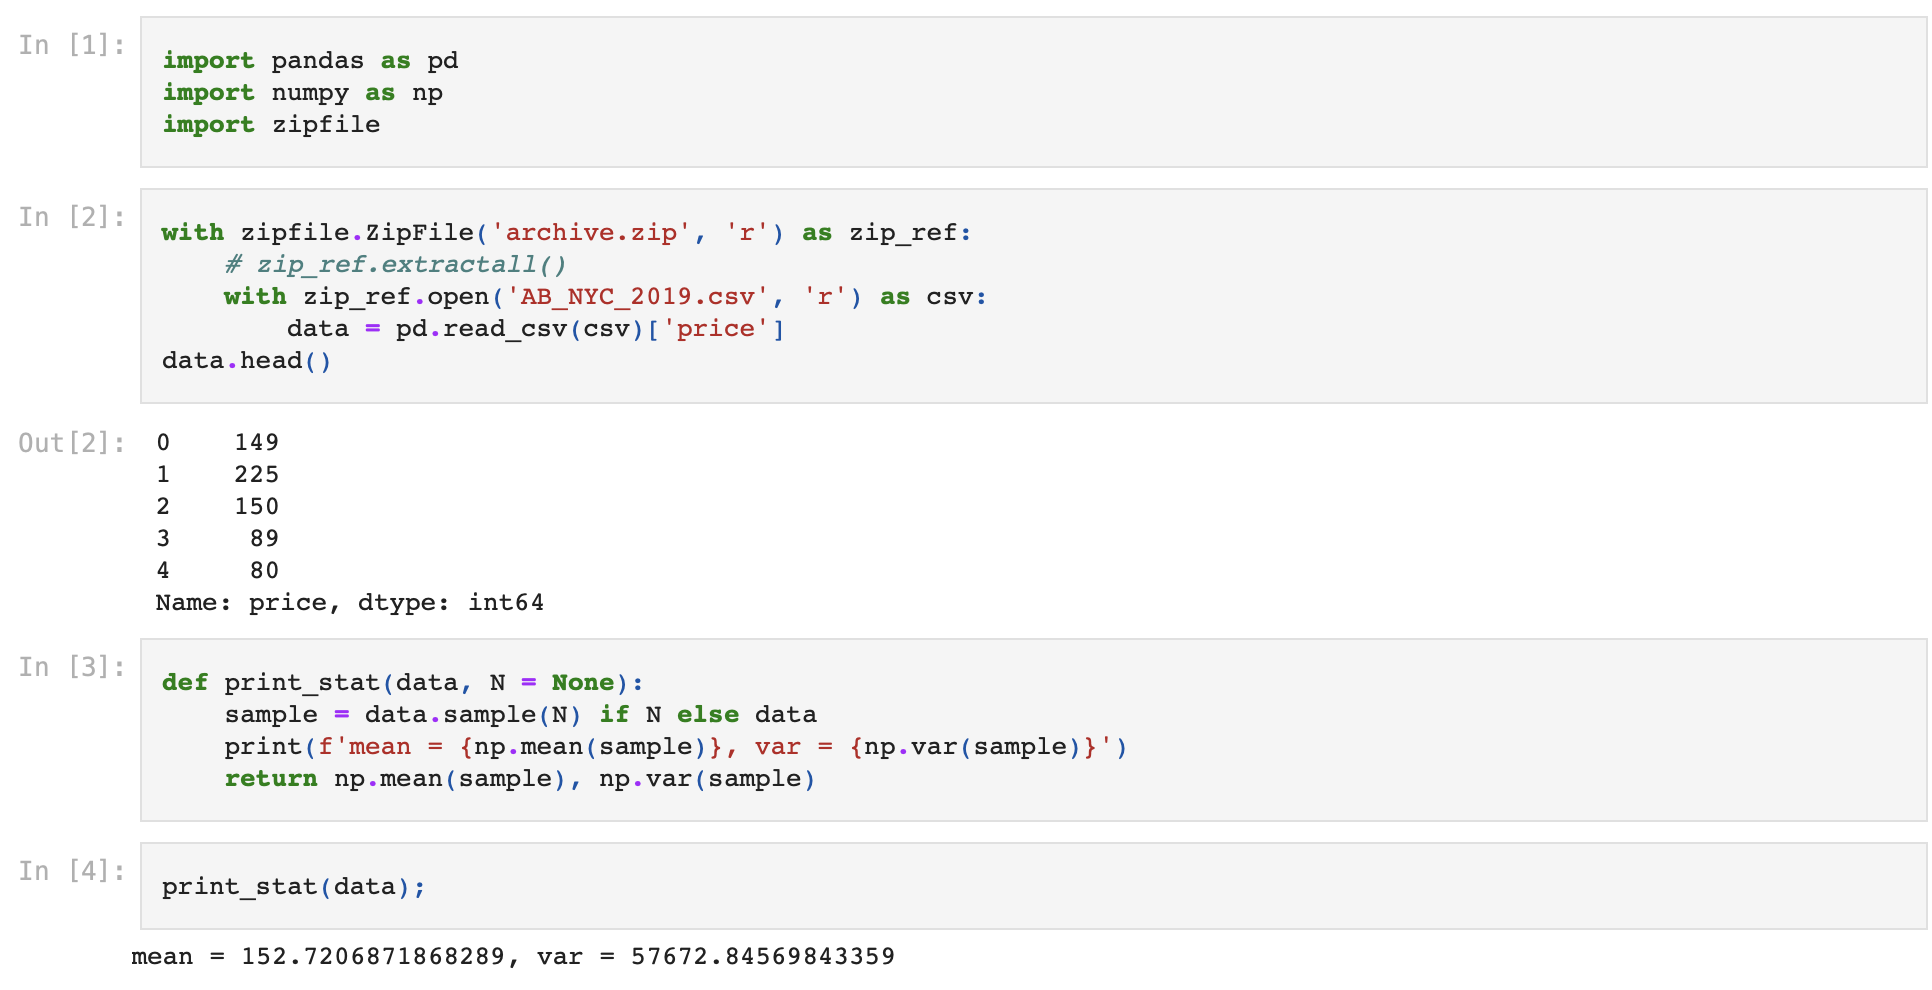 In [1]:
import pandas as pd
import numpy as np
import zipfile
In [2]:
with zipfile.ZipFile('archive.zip', 'r') as zip_ref:
    # zip_ref.extractall()
    with zip_ref.open('AB_NYC_2019.csv', 'r') as csv:
        data = pd.read_csv(csv)['price']
data.head()
Out[2]:
0    149
1    225
2    150
3     89
4     80
Name: price, dtype: int64
In [3]:
def print_stat(data, N = None):
    sample = data.sample(N) if N else data
    print(f'mean = {np.mean(sample)}, var = {np.var(sample)}')
    return np.mean(sample), np.var(sample)
In [4]:
print_stat(data);
mean = 152.7206871868289, var = 57672.84569843359